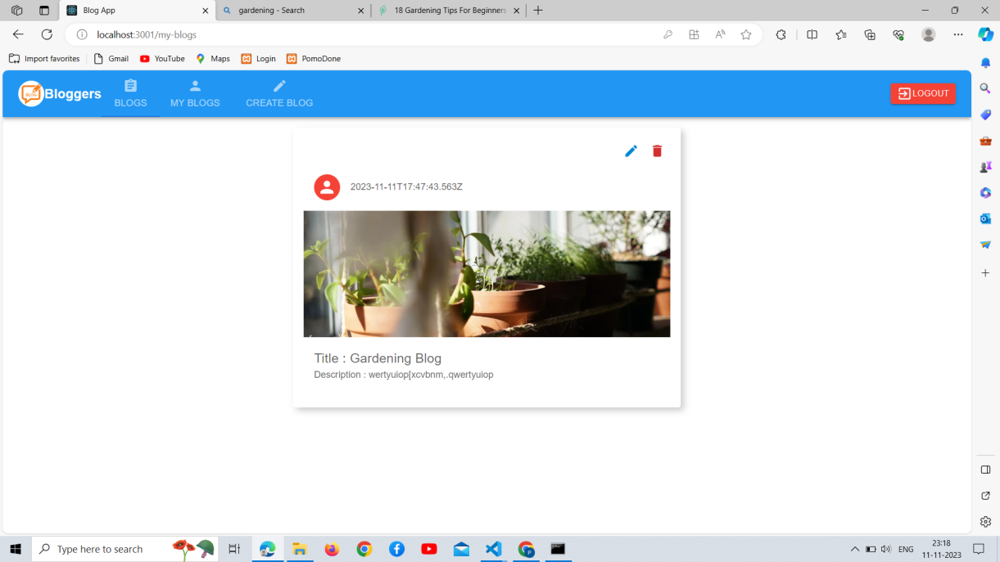 Blog App
gardening - Search
18 Gardening Tips For Beginners
localhost:3001/my-blogs
Import favorites
Gmail
YouTube
Maps
Login
PomoDone
BLOG
Bloggers
BLOGS
MY BLOGS
CREATE BLOG
LOGOUT
2023-11-11T17:47:43.563Z
Title : Gardening Blog
Description : wertyuiop[xcvbnm,.qwertyuiop
Type here to search
ENG
23:18
11-11-2023